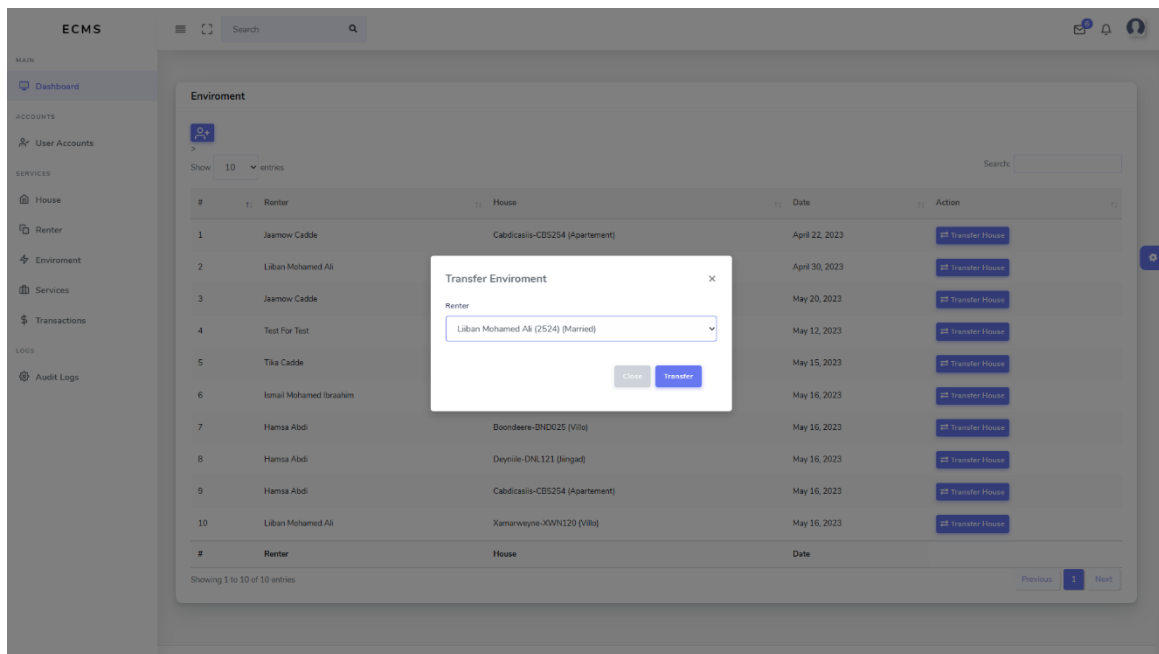 ECMS
Search
6
MAIN
Dashboard
ACCOUNTS
User Accounts
SERVICES
House
Renter
Enviroment
Services
Transactions
LOGS
Audit Logs
Enviroment
>
Show 10 entries
Search:
# Renter House Date Action
1 Jaamow Cadde Cabdicasiis-CBS254 (Apartement) April 22, 2023 Transfer House
2 Liiban Mohamed Ali April 30, 2023 Transfer House
3 Jaamow Cadde May 20, 2023 Transfer House
4 Test For Test May 12, 2023 Transfer House
5 Tika Cadde May 15, 2023 Transfer House
6 Ismail Mohamed Ibraahim May 16, 2023 Transfer House
7 Hamsa Abdi Boondeere-BND025 (Villo) May 16, 2023 Transfer House
8 Hamsa Abdi Deyniile-DNL121 (Jiingad) May 16, 2023 Transfer House
9 Hamsa Abdi Cabdicasiis-CBS254 (Apartement) May 16, 2023 Transfer House
10 Liiban Mohamed Ali Xamarweyne-XWN120 (Villo) May 16, 2023 Transfer House
# Renter House Date
Showing 1 to 10 of 10 entries
Previous 1 Next
Transfer Enviroment ×
Renter
Liiban Mohamed Ali (2524) (Married)
Close Transfer